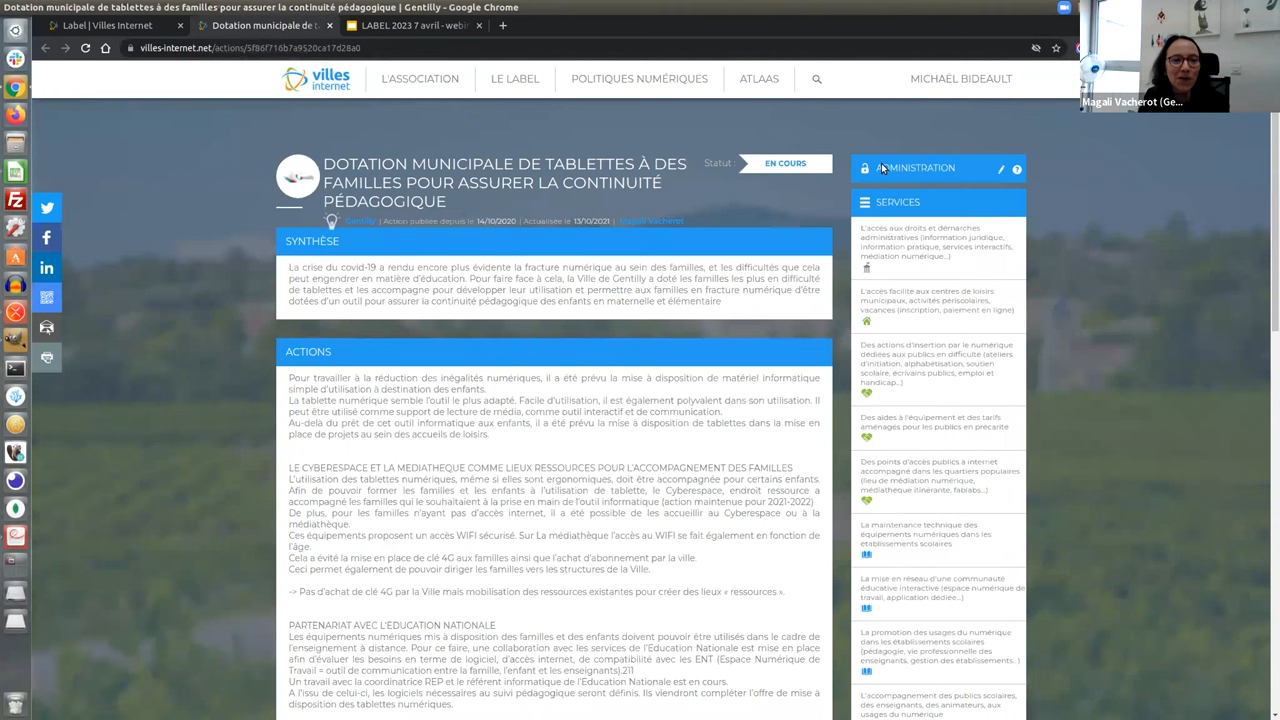 Dotation municipale de tablettes à des familles pour assurer la continuité pédagogique | Gentilly - Google Chrome
Label | Villes Internet
Dotation municipale de t
LABEL 2023 7 avril - webi
villes-internet.net/actions/5f86f716b7a9520ca17d28a0
villes internet
L'ASSOCIATION
LE LABEL
POLITIQUES NUMÉRIQUES
ATLAAS
MICHAËL BIDEAULT
Magali Vacherot (Ge...
DOTATION MUNICIPALE DE TABLETTES À DES
FAMILLES POUR ASSURER LA CONTINUITÉ
PÉDAGOGIQUE
Statut :
EN COURS
Gentilly | Action publiée depuis le 14/10/2020 | Actualisée le 13/10/2021 | Magali Vacherot
SYNTHÈSE
La crise du covid-19 a rendu encore plus évidente la fracture numérique au sein des familles, et les difficultés que cela
peut engendrer en matière d'éducation. Pour faire face à cela, la Ville de Gentilly a doté les familles les plus en difficulté
de tablettes et les accompagne pour développer leur utilisation et permettre aux familles en fracture numérique d'être
dotées d'un outil pour assurer la continuité pédagogique des enfants en maternelle et élémentaire
ACTIONS
Pour travailler à la réduction des inégalités numériques, il a été prévu la mise à disposition de matériel informatique
simple d'utilisation à destination des enfants.
La tablette numérique semble l'outil le plus adapté. Facile d'utilisation, il est également polyvalent dans son utilisation. Il
peut être utilisé comme support de lecture de média, comme outil interactif et de communication.
Au-delà du prêt de cet outil informatique aux enfants, il a été prévu la mise à disposition de tablettes dans la mise en
place de projets au sein des accueils de loisirs.
LE CYBERESPACE ET LA MEDIATHEQUE COMME LIEUX RESSOURCES POUR L'ACCOMPAGNEMENT DES FAMILLES
L'utilisation des tablettes numériques, même si elles sont ergonomiques, doit être accompagnée pour certains enfants.
Afin de pouvoir former les familles et les enfants à l'utilisation de tablette, le Cyberespace, endroit ressource a
accompagné les familles qui le souhaitaient à la prise en main de l'outil informatique (action maintenue pour 2021-2022)
De plus, pour les familles n'ayant pas d'accès internet, il a été possible de les accueillir au Cyberespace ou à la
médiathèque.
Ces équipements proposent un accès WIFI sécurisé. Sur La médiathèque l'accès au WIFI se fait également en fonction de
l'âge.
Cela a évité la mise en place de clé 4G aux familles ainsi que l'achat d'abonnement par la ville.
Ceci permet également de pouvoir diriger les familles vers les structures de la Ville.
-> Pas d'achat de clé 4G par la Ville mais mobilisation des ressources existantes pour créer des lieux « ressources ».
PARTENARIAT AVEC L'EDUCATION NATIONALE
Les équipements numériques mis à disposition des familles et des enfants doivent pouvoir être utilisés dans le cadre de
l'enseignement à distance. Pour ce faire, une collaboration avec les services de l'Education Nationale est mise en place
afin d'évaluer les besoins en terme de logiciel, d'accès internet, de compatibilité avec les ENT (Espace Numérique de
Travail = outil de communication entre la famille, l'enfant et les enseignants).211
Un travail avec la coordinatrice REP et le référent informatique de l'Education Nationale est en cours.
A l'issu de celui-ci, les logiciels nécessaires au suivi pédagogique seront définis. Ils viendront compléter l'offre de mise à
disposition des tablettes numériques.
ADMINISTRATION
SERVICES
L'accès aux droits et démarches
administratives (information juridique,
information pratique, services interactifs,
médiation numérique...)
L'accès facilité aux centres de loisirs
municipaux, activités périscolaires,
vacances (inscription, paiement en ligne)
Des actions d'insertion par le numérique
dédiées aux publics en difficulté (ateliers
d'initiation, alphabétisation, soutien
scolaire, écrivains publics, emploi et
handicap...)
Des aides à l'équipement et des tarifs
aménagés pour les publics en précarité
Des points d'accès publics à internet
accompagné dans les quartiers populaires
(lieu de médiation numérique,
médiathèque itinérante, fablabs...)
La maintenance technique des
équipements numériques dans les
établissements scolaires
La mise en réseau d'une communauté
éducative interactive (espace numérique de
travail, application dédiée...)
La promotion des usages du numérique
dans les établissements scolaires
(pédagogie, vie professionnelle des
enseignants, gestion des établissements...)
L'accompagnement des publics scolaires,
des enseignants, des animateurs, aux
usages du numérique